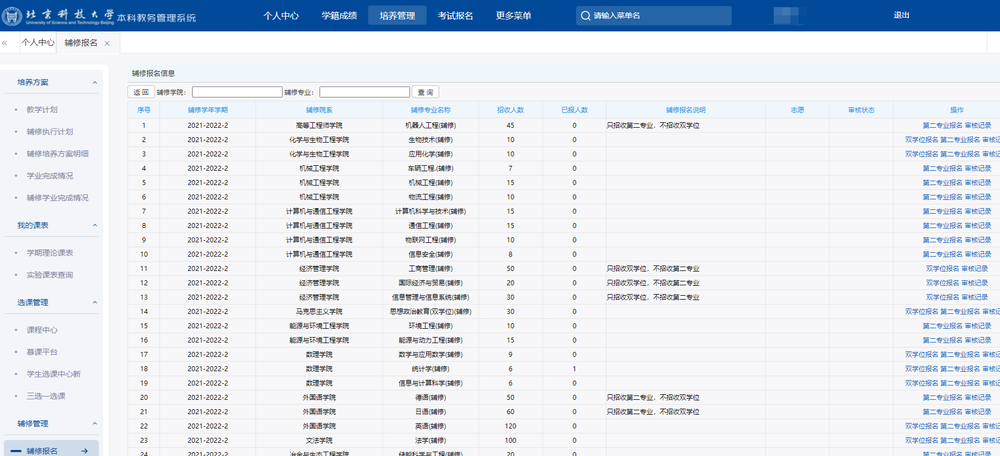 北京科技大学 本科教务管理系统
University of Science and Technology Beijing
个人中心 学籍成绩 培养管理 考试报名 更多菜单 请输入菜单名 退出
« 个人中心 辅修报名 ×
培养方案
教学计划
辅修执行计划
辅修培养方案明细
学业完成情况
辅修学业完成情况
我的课表
学期理论课表
实验课表查询
选课管理
课程中心
慕课平台
学生选课中心新
三选一选课
辅修管理
辅修报名
辅修报名信息
返 回 辅修学院： 辅修专业： 查 询
序号 辅修学年学期 辅修院系 辅修专业名称 招收人数 已报人数 辅修报名说明 志愿 审核状态 操作
1 2021-2022-2 高等工程师学院 机器人工程(辅修) 45 0 只招收第二专业，不招收双学位 第二专业报名 审核记录
2 2021-2022-2 化学与生物工程学院 生物技术(辅修) 10 0 双学位报名 第二专业报名 审核记
3 2021-2022-2 化学与生物工程学院 应用化学(辅修) 10 0 双学位报名 第二专业报名 审核记
4 2021-2022-2 机械工程学院 车辆工程.(辅修) 7 0 第二专业报名 审核记录
5 2021-2022-2 机械工程学院 机械工程(辅修) 15 0 第二专业报名 审核记录
6 2021-2022-2 机械工程学院 物流工程(辅修) 10 0 第二专业报名 审核记录
7 2021-2022-2 计算机与通信工程学院 计算机科学与技术(辅修) 15 0 第二专业报名 审核记录
8 2021-2022-2 计算机与通信工程学院 通信工程(辅修) 15 0 第二专业报名 审核记录
9 2021-2022-2 计算机与通信工程学院 物联网工程(辅修) 10 0 第二专业报名 审核记录
10 2021-2022-2 计算机与通信工程学院 信息安全(辅修) 8 0 第二专业报名 审核记录
11 2021-2022-2 经济管理学院 工商管理(辅修) 50 0 只招收双学位，不招收第二专业 双学位报名 审核记录
12 2021-2022-2 经济管理学院 国际经济与贸易(辅修) 20 0 只招收双学位，不招收第二专业 双学位报名 审核记录
13 2021-2022-2 经济管理学院 信息管理与信息系统(辅修) 30 0 只招收双学位，不招收第二专业 双学位报名 审核记录
14 2021-2022-2 马克思主义学院 思想政治教育(双学位)(辅修) 30 0 双学位报名 第二专业报名 审核记
15 2021-2022-2 能源与环境工程学院 环境工程(辅修) 10 0 第二专业报名 审核记录
16 2021-2022-2 能源与环境工程学院 能源与动力工程(辅修) 15 0 第二专业报名 审核记录
17 2021-2022-2 数理学院 数学与应用数学(辅修) 9 0 双学位报名 第二专业报名 审核记
18 2021-2022-2 数理学院 统计学(辅修) 6 1 双学位报名 第二专业报名 审核记
19 2021-2022-2 数理学院 信息与计算科学(辅修) 6 0 双学位报名 第二专业报名 审核记
20 2021-2022-2 外国语学院 德语(辅修) 50 0 只招收第二专业，不招收双学位 第二专业报名 审核记录
21 2021-2022-2 外国语学院 日语(辅修) 60 0 只招收第二专业，不招收双学位 第二专业报名 审核记录
22 2021-2022-2 外国语学院 英语(辅修) 120 0 双学位报名 第二专业报名 审核记
23 2021-2022-2 文法学院 法学(辅修) 100 0 双学位报名 第二专业报名 审核记
24 2021-2022-2 冶金与生态工程学院 储能科学与工程(辅修) 20 0 第二专业报名 审核记录